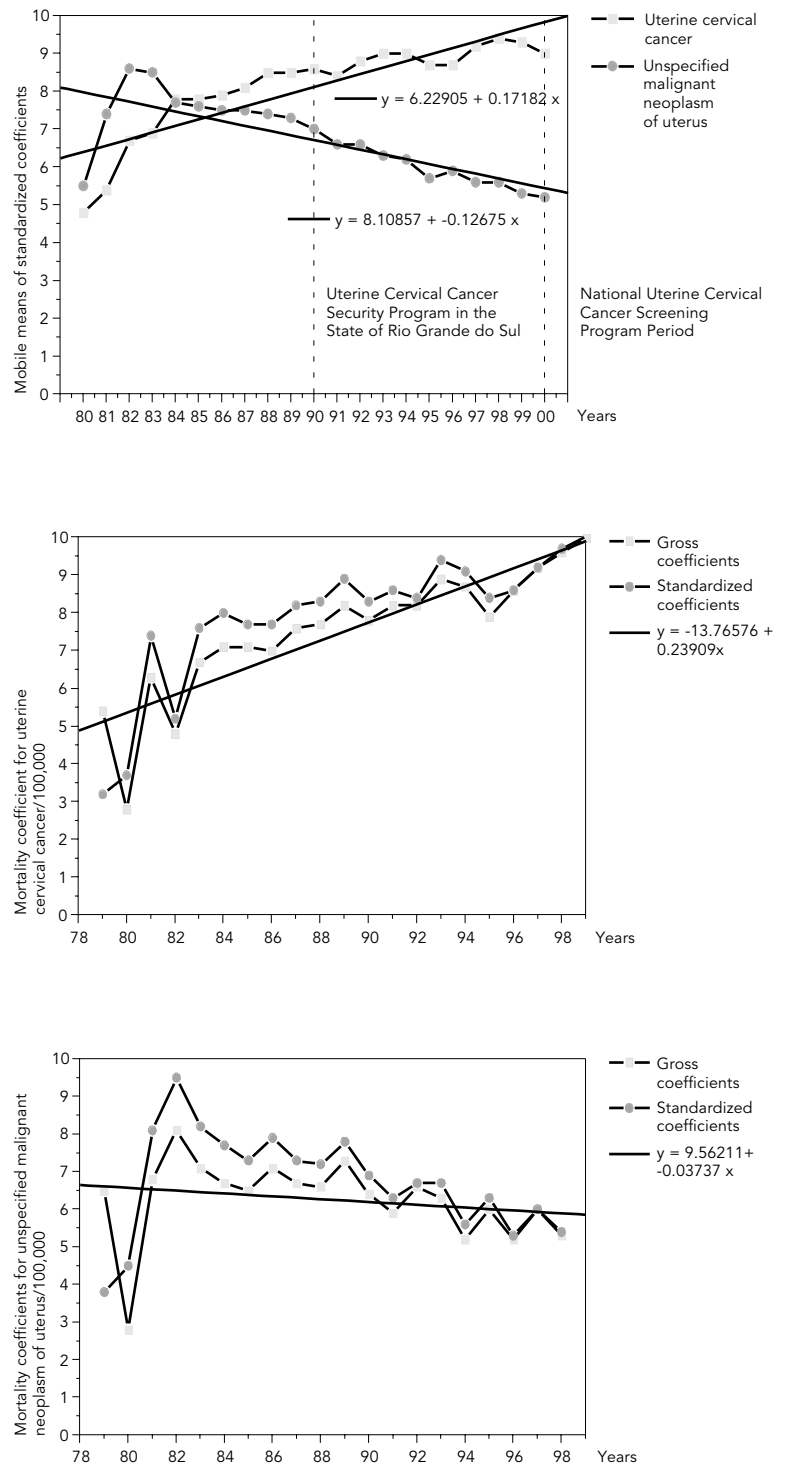 Mobile means of standardized coefficients
10
9
8
7
6
5
4
3
2
1
0
y = 6.22905 + 0.17182 x
y = 8.10857 + -0.12675 x
Uterine Cervical Cancer
Security Program in the
State of Rio Grande do Sul
National Uterine Cervical
Cancer Screening
Program Period
80 81 82 83 84 85 86 87 88 89 90 91 92 93 94 95 96 97 98 99 00 Years
Uterine cervical
cancer
Unspecified
malignant
neoplasm
of uterus
Mortality coefficient for uterine
cervical cancer/100,000
10
9
8
7
6
5
4
3
2
1
0
78 80 82 84 86 88 90 92 94 96 98 Years
Gross
coefficients
Standardized
coefficients
y = -13.76576 +
0.23909x
Mortality coefficients for unspecified malignant
neoplasm of uterus/100,000
10
9
8
7
6
5
4
3
2
1
0
78 80 82 84 86 88 90 92 94 96 98 Years
Gross
coefficients
Standardized
coefficients
y = 9.56211+
-0.03737 x